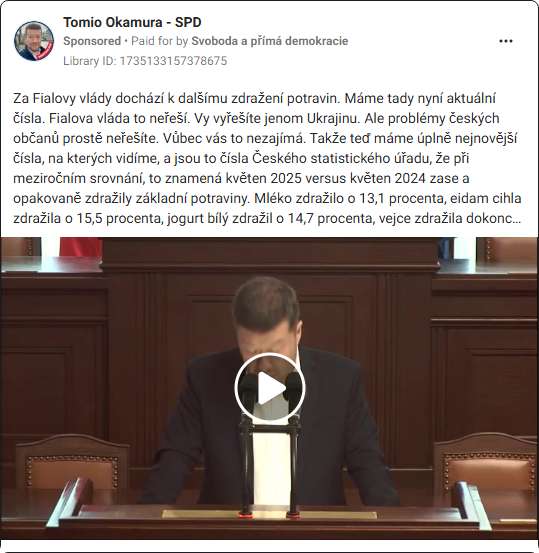 Tomio Okamura - SPD
Sponsored • Paid for by Svoboda a přímá demokracie
Library ID: 1735133157378675
Za Fialovy vlády dochází k dalšímu zdražení potravin. Máme tady nyní aktuální
čísla. Fialova vláda to neřeší. Vy vyřešíte jenom Ukrajinu. Ale problémy českých
občanů prostě neřešíte. Vůbec vás to nezajímá. Takže teď máme úplně nejnovější
čísla, na kterých vidíme, a jsou to čísla Českého statistického úřadu, že při
meziročním srovnání, to znamená květen 2025 versus květen 2024 zase a
opakovaně zdražily základní potraviny. Mléko zdražilo o 13,1 procenta, eidam cihla
zdražila o 15,5 procenta, jogurt bílý zdražil o 14,7 procenta, vejce zdražila dokonc...